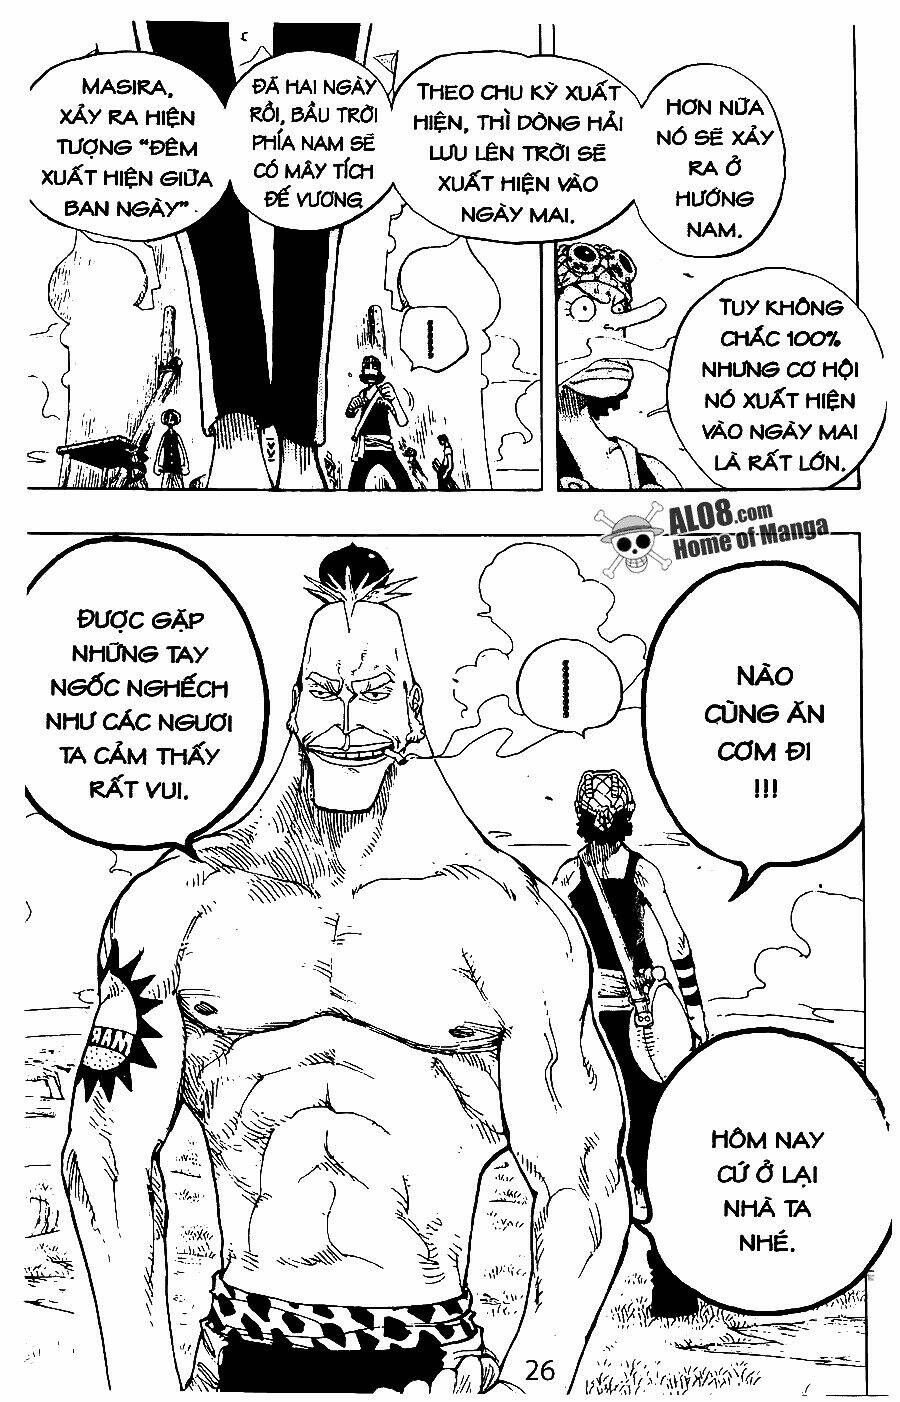 MASIRA,
XẢY RA HIỆN
TƯỢNG "ĐÊM
XUẤT HIỆN GIỮA
BAN NGÀY"
ĐÃ HAI NGÀY
RỒI, BẦU TRỜI
PHÍA NAM SẼ
CÓ MÂY TÍCH
ĐẾ VƯƠNG
THEO CHU KỲ XUẤT
HIỆN, THÌ DÒNG HẢI
LƯU LÊN TRỜI SẼ
XUẤT HIỆN VÀO
NGÀY MAI.
HƠN NỮA
NÓ SẼ XẢY
RA Ở
HƯỚNG
NAM.
TUY KHÔNG
CHẮC 100%
NHƯNG CƠ HỘI
NÓ XUẤT HIỆN
VÀO NGÀY MAI
LÀ RẤT LỚN.
ALO8.com
Home of Manga
ĐƯỢC GẶP
NHỮNG TAY
NGỐC NGHẾCH
NHƯ CÁC NGƯƠI
TA CẢM THẤY
RẤT VUI.
NÀO
CÙNG ĂN
CƠM ĐI
!!!
MAR
HÔM NAY
CỨ Ở LẠI
NHÀ TA
NHÉ.
26